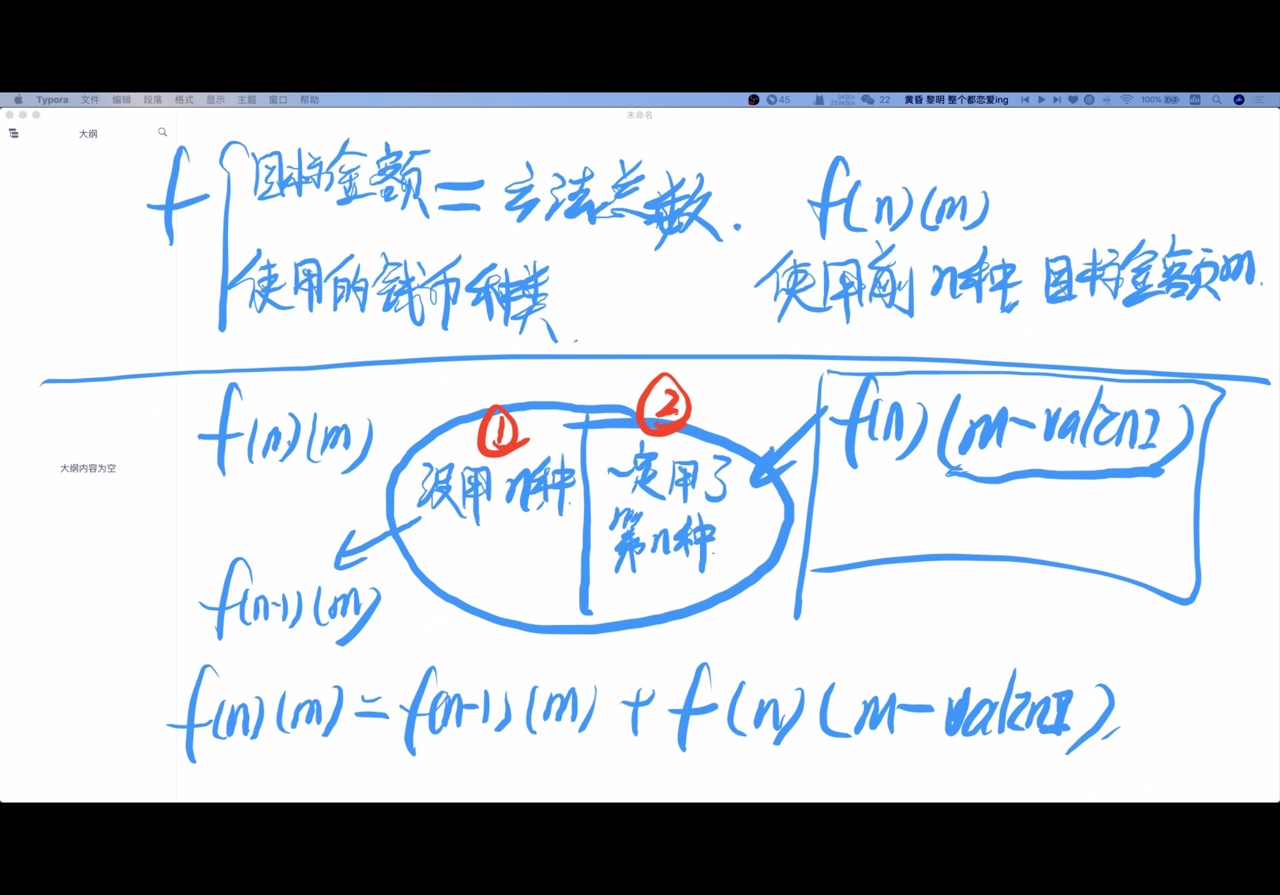 Typora 文件 编辑 段落 格式 显示 主题 窗口 帮助
45
22
黄昏 黎明 整个都恋爱ing
100%
未命名
大纲
大纲内容为空
f
目标金额 = 方法总数.
使用的钱币种类.
f(n)(m)
使用前n种 目标金额m.
f(n)(m)
①
没用n种
②
一定用了
第n种
f(n)(m-val[n])
f(n-1)(m)
f(n)(m)=f(n-1)(m) + f(n)(m-val[n]),